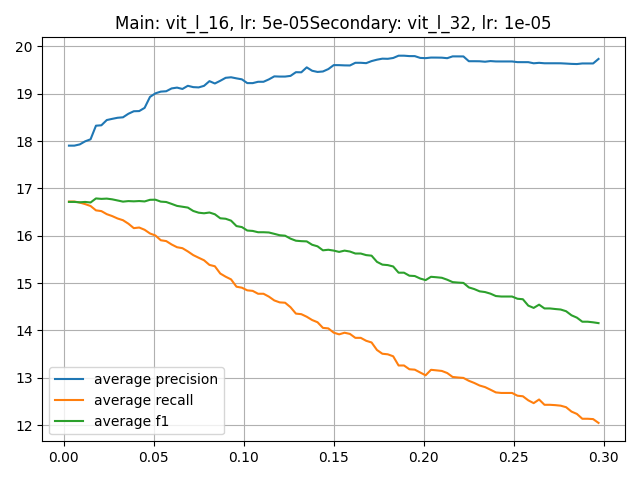 Main: vit_l_16, lr: 5e-05Secondary: vit_l_32, lr: 1e-05
20
19
18
17
16
15
14
13
12
average precision
average recall
average f1
0.00 0.05 0.10 0.15 0.20 0.25 0.30